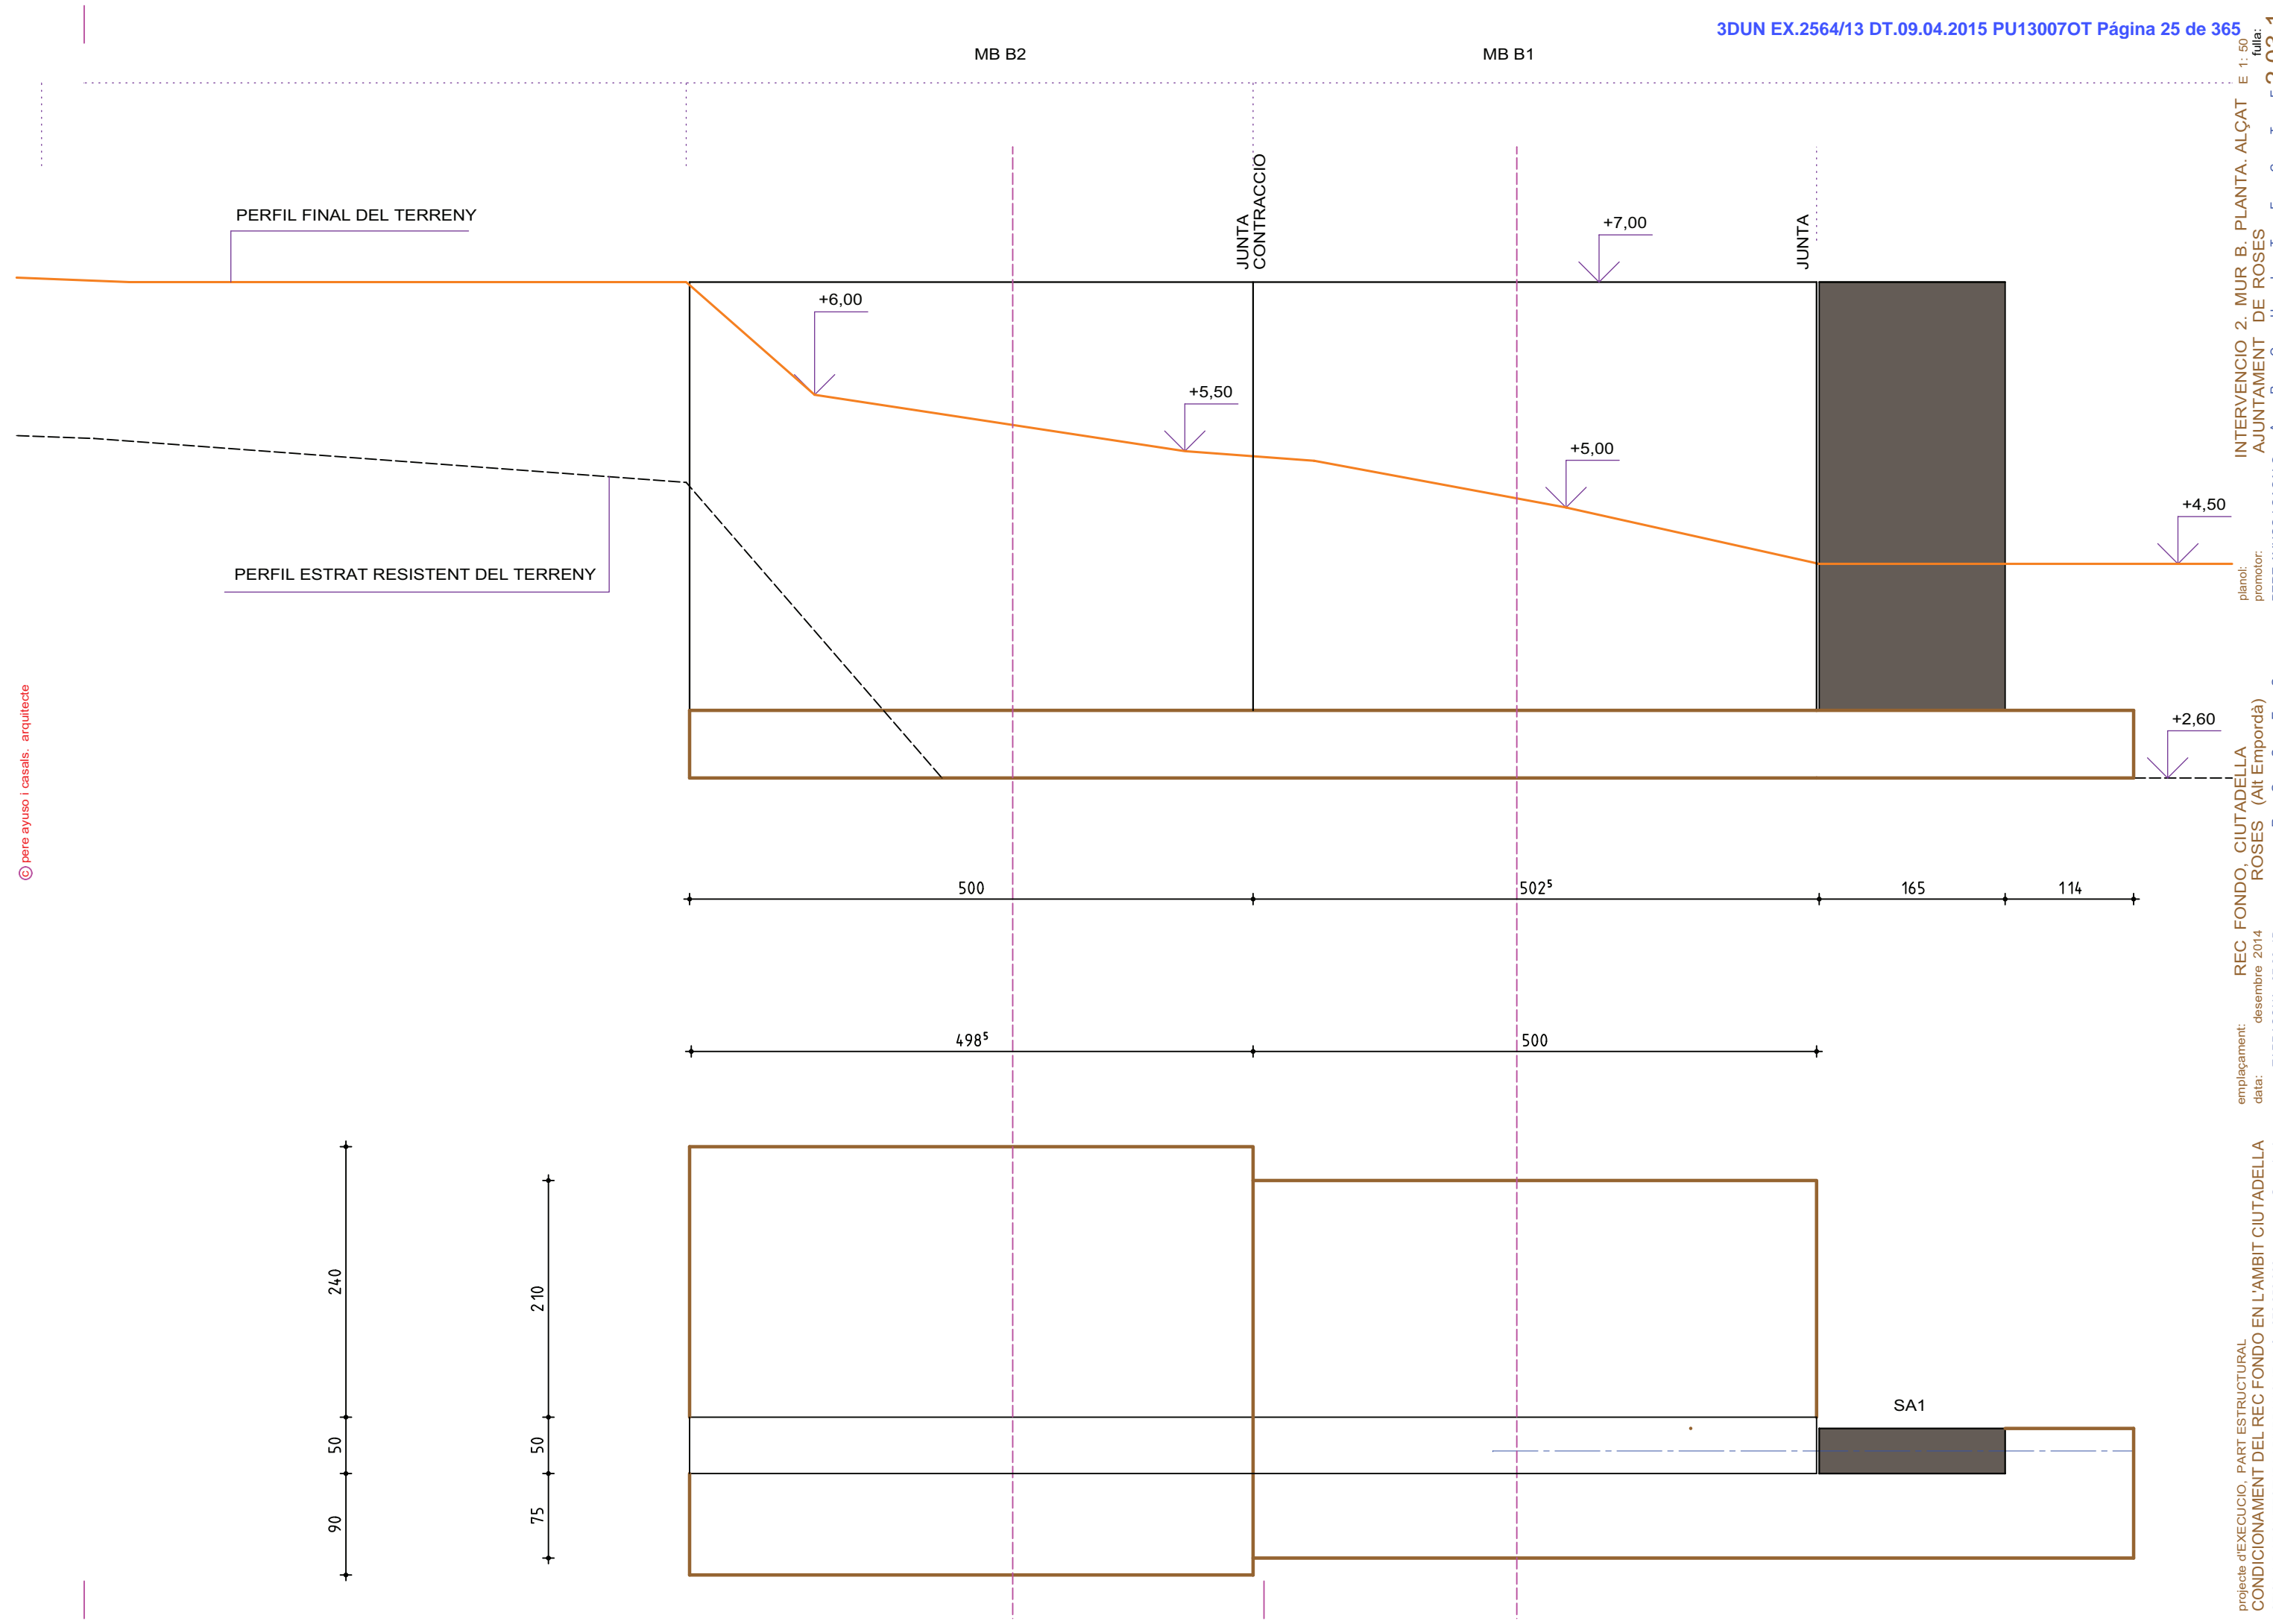 3DUN EX.2564/13 DT.09.04.2015 PU13007OT Página 25 de 365
MB B2
MB B1
PERFIL FINAL DEL TERRENY
JUNTA
CONTRACCIO
JUNTA
+7,00
+6,00
+5,50
+5,00
+4,50
PERFIL ESTRAT RESISTENT DEL TERRENY
+2,60
500
502⁵
165
114
498⁵
500
240
50
90
210
50
75
SA1
© pere ayuso i casals. arquitecte
E 1: 50
fulla:
planol:
INTERVENCIO 2. MUR B. PLANTA. ALÇAT
promotor:
AJUNTAMENT DE ROSES
emplaçament:
REC FONDO, CIUTADELLA
ROSES (Alt Empordà)
data:
desembre 2014
projecte d'EXECUCIO, PART ESTRUCTURAL
CONDICIONAMENT DEL REC FONDO EN L'AMBIT CIUTADELLA